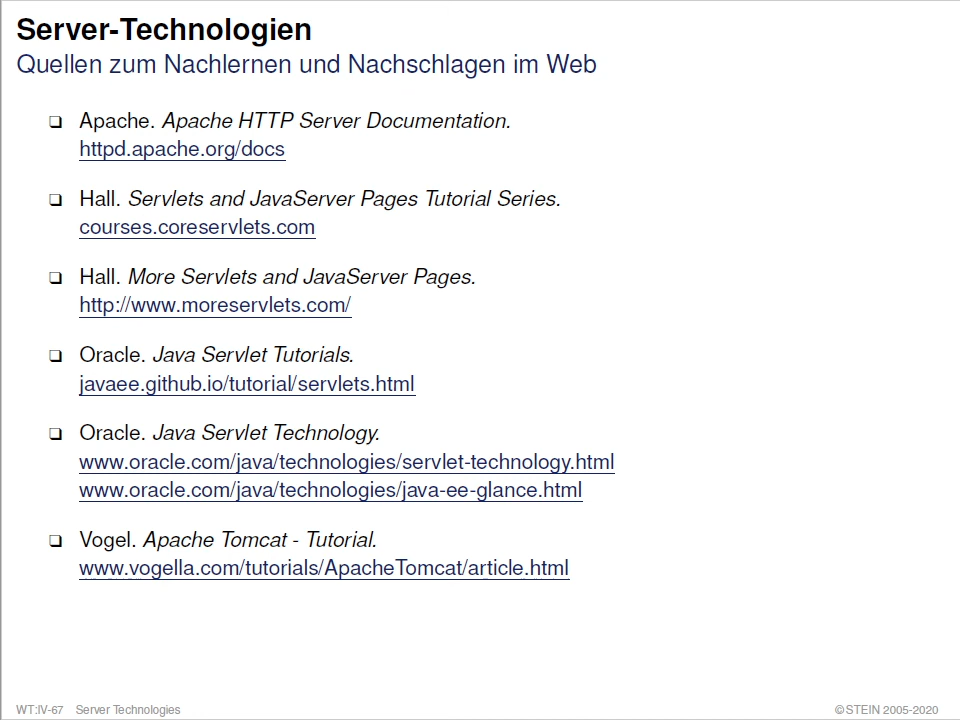 Server-Technologien
Quellen zum Nachlernen und Nachschlagen im Web
❏ Apache. Apache HTTP Server Documentation.
httpd.apache.org/docs
❏ Hall. Servlets and JavaServer Pages Tutorial Series.
courses.coreservlets.com
❏ Hall. More Servlets and JavaServer Pages.
http://www.moreservlets.com/
❏ Oracle. Java Servlet Tutorials.
javaee.github.io/tutorial/servlets.html
❏ Oracle. Java Servlet Technology.
www.oracle.com/java/technologies/servlet-technology.html
www.oracle.com/java/technologies/java-ee-glance.html
❏ Vogel. Apache Tomcat - Tutorial.
www.vogella.com/tutorials/ApacheTomcat/article.html
WT:IV-67 Server Technologies
©STEIN 2005-2020